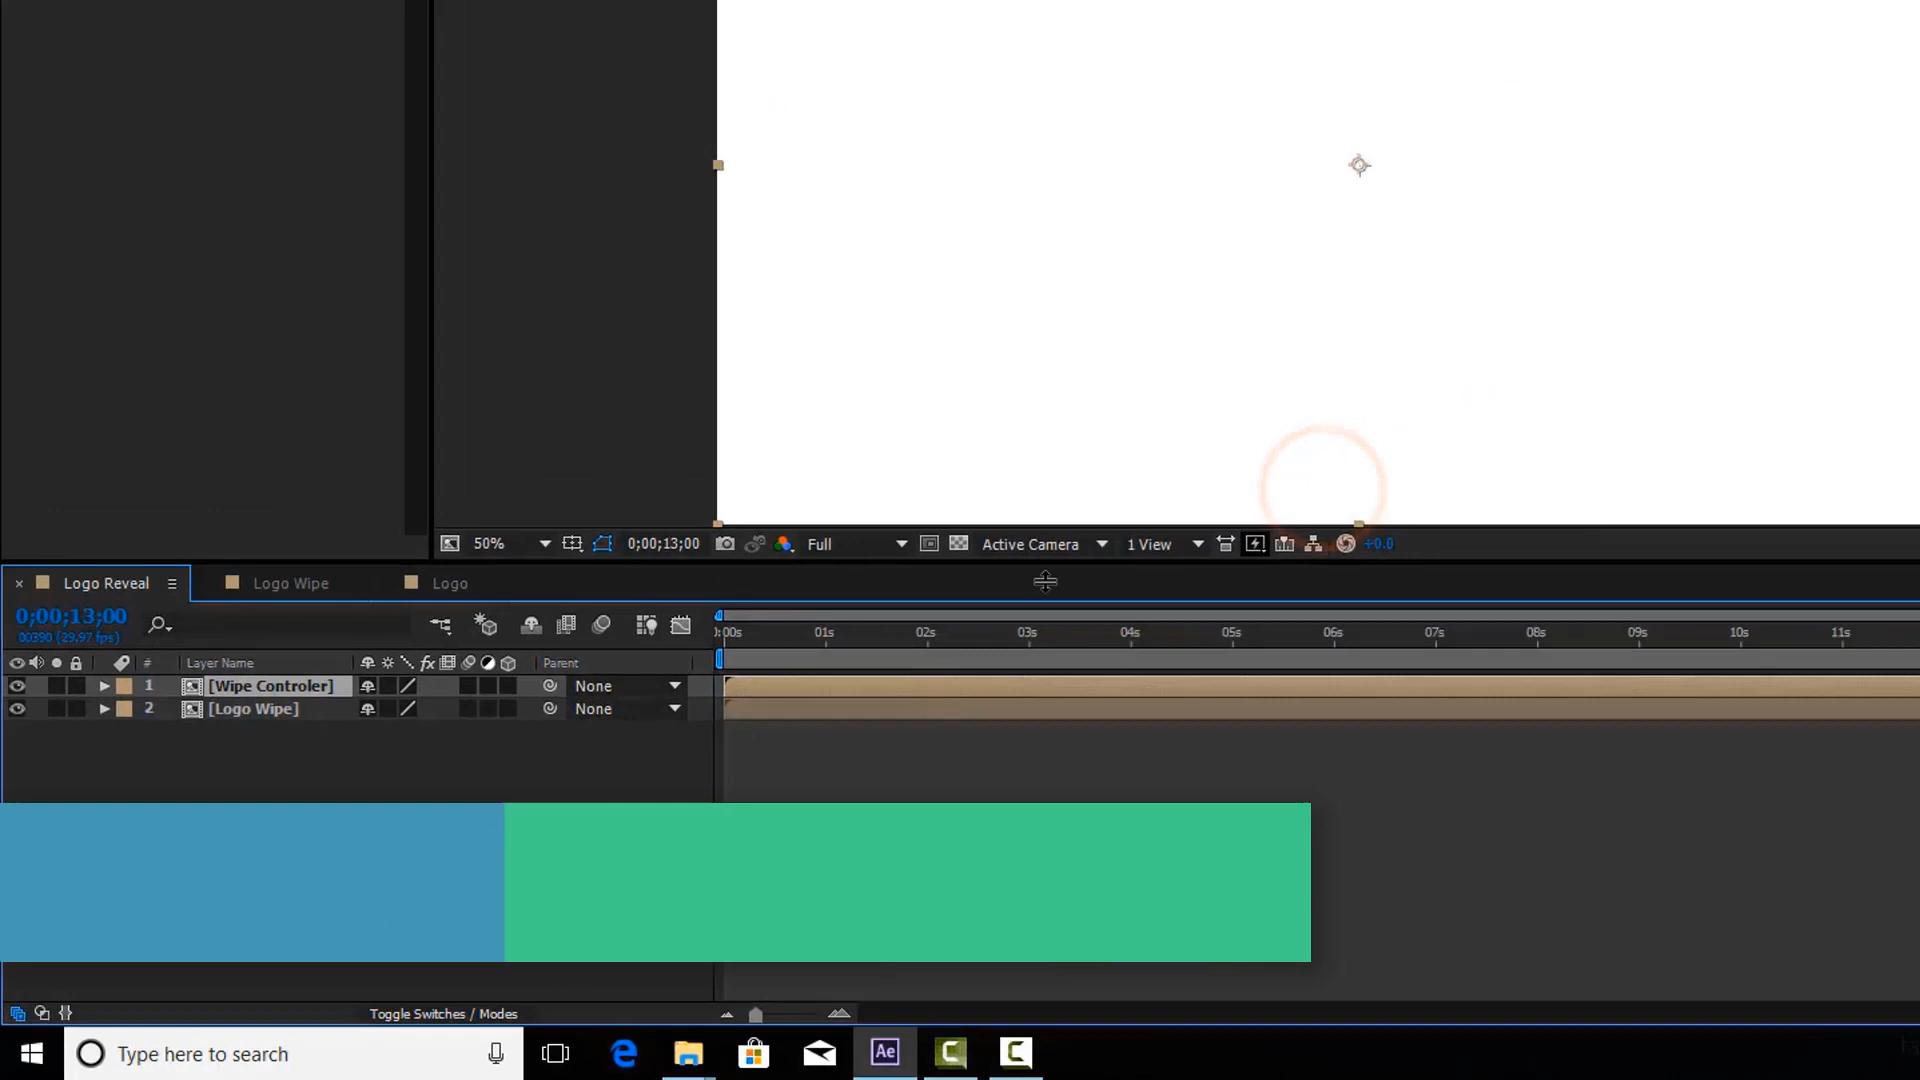 50%
0;00;13;00
Full
Active Camera
1 View
+0.0
Logo Reveal
Logo Wipe
Logo
0;00;13;00
00390 (29.97 fps)
):00s 01s 02s 03s 04s 05s 06s 07s 08s 09s 10s 11s
# Layer Name fx Parent
1 [Wipe Controler] None
2 [Logo Wipe] None
Toggle Switches / Modes
Type here to search
Ae